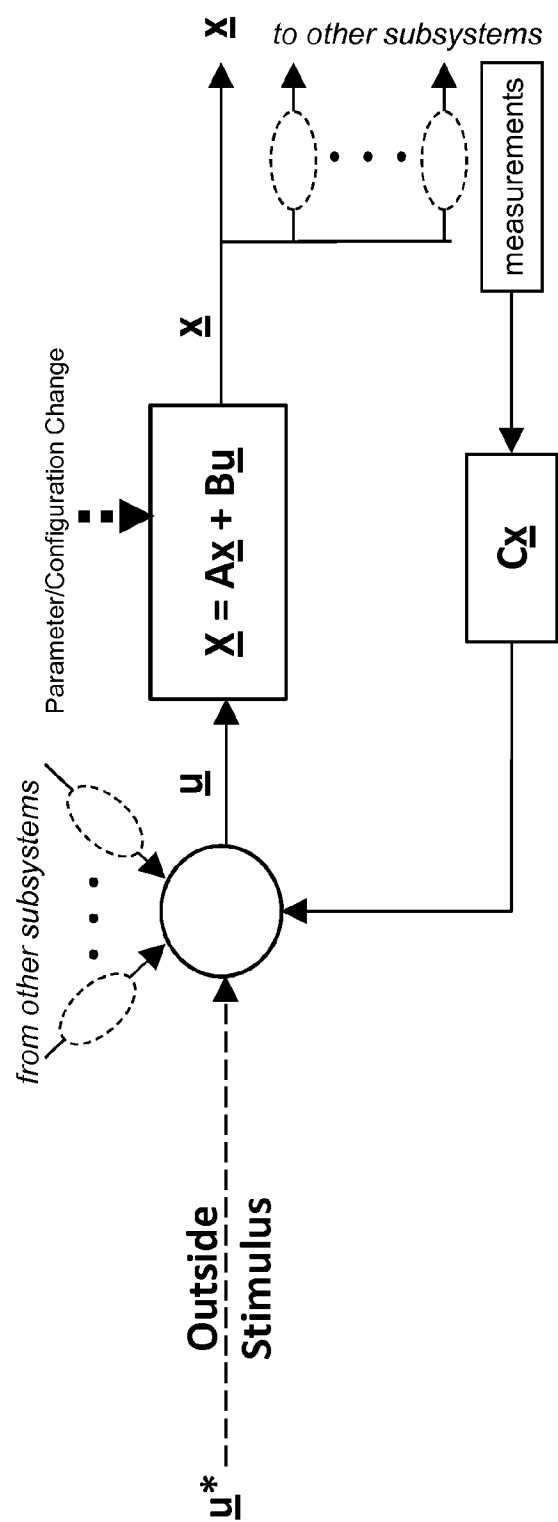 from other subsystems
Parameter/Configuration Change
u*
Outside
Stimulus
u
X = Ax + Bu
x
x
to other subsystems
Cx
measurements